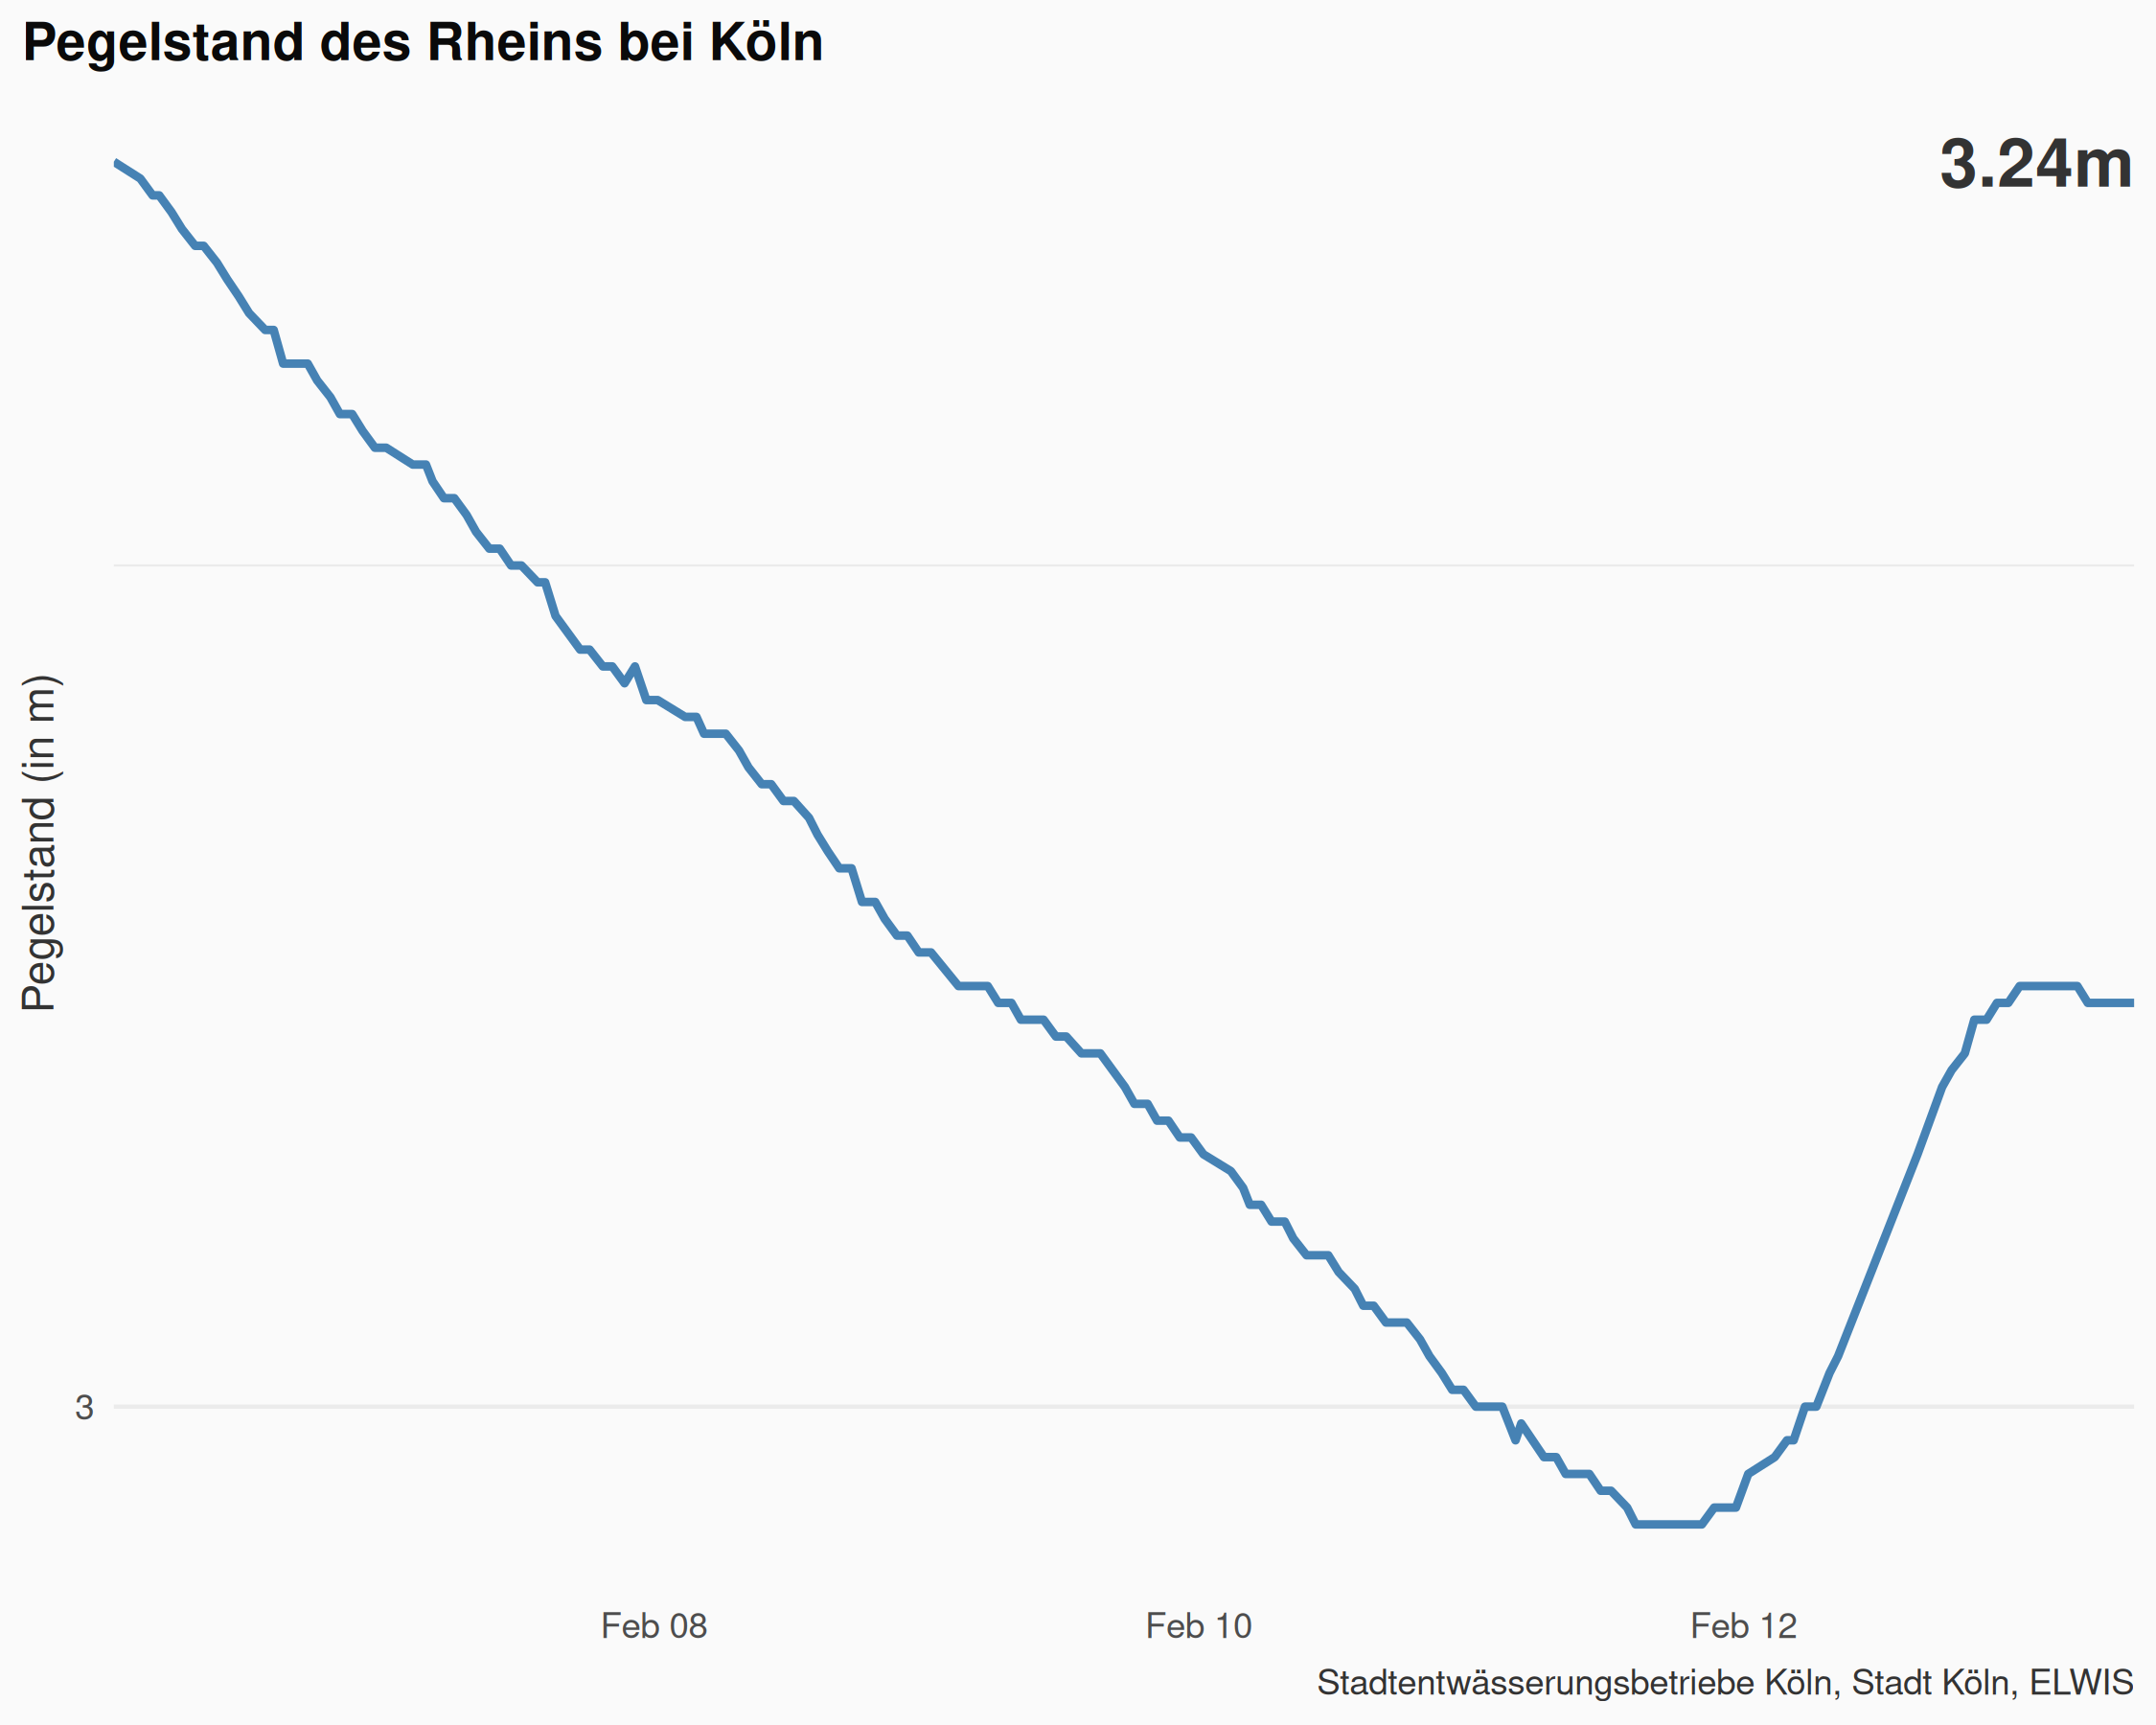 Pegelstand des Rheins bei Köln
3.24m
Pegelstand (in m)
3
Feb 08
Feb 10
Feb 12
Stadtentwässerungsbetriebe Köln, Stadt Köln, ELWIS